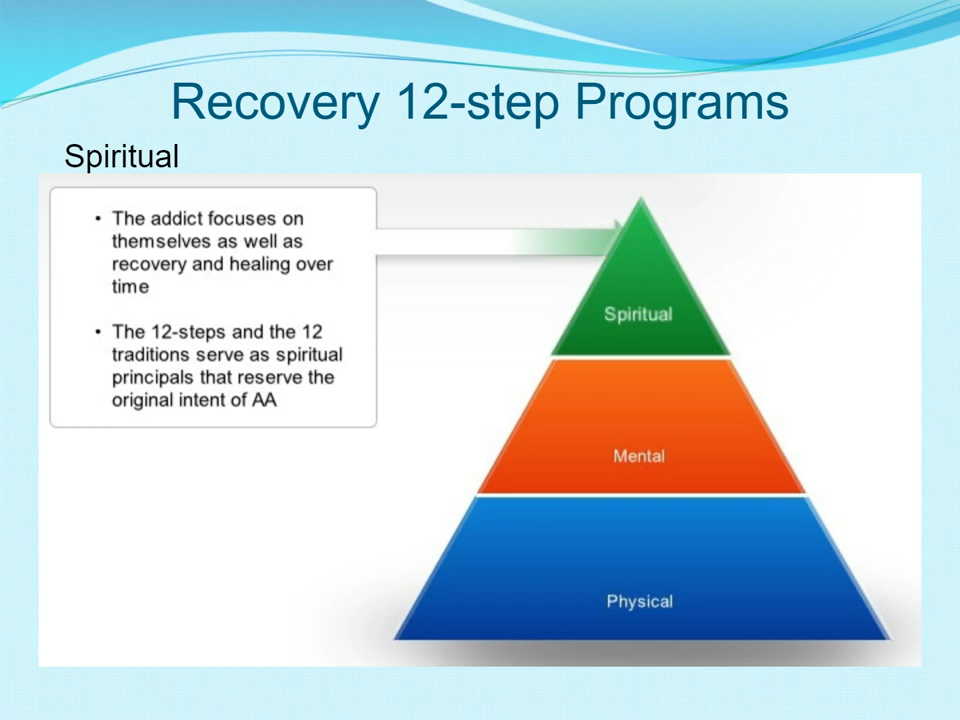 Recovery 12-step Programs
Spiritual
• The addict focuses on
themselves as well as
recovery and healing over
time
• The 12-steps and the 12
traditions serve as spiritual
principals that reserve the
original intent of AA
Spiritual
Mental
Physical